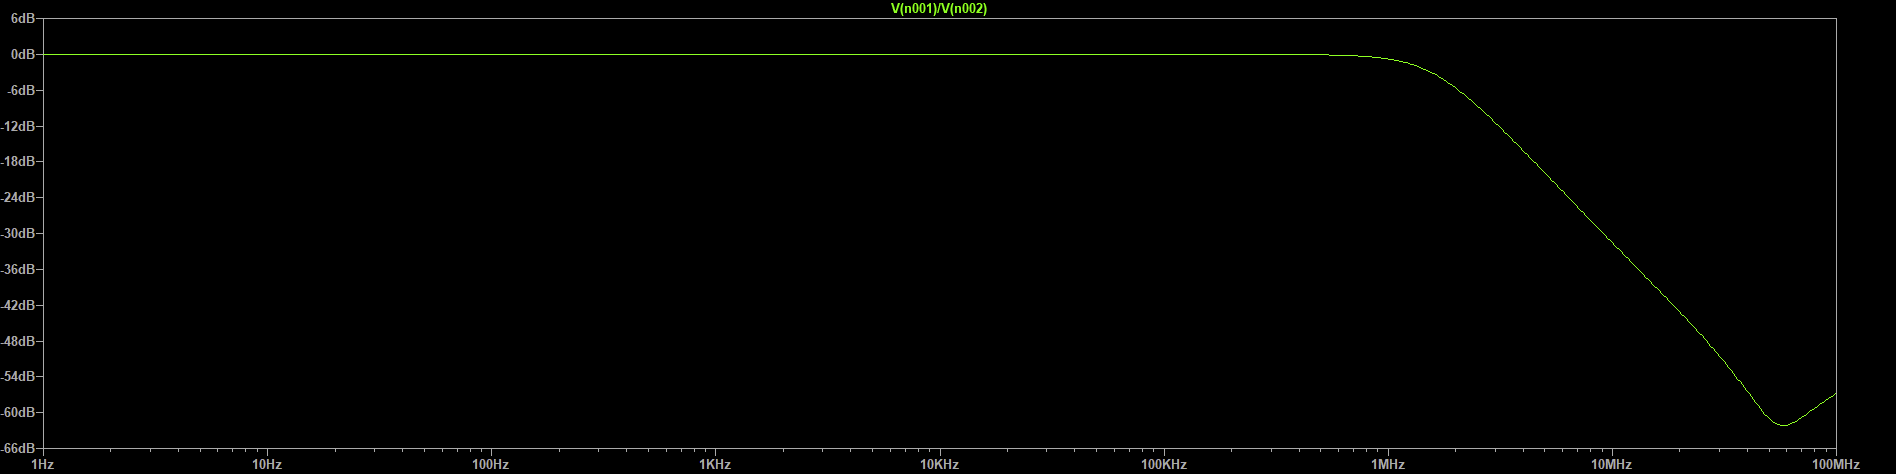 V(n001)/V(n002)
6dB
0dB
-6dB
-12dB
-18dB
-24dB
-30dB
-36dB
-42dB
-48dB
-54dB
-60dB
-66dB
1Hz 10Hz 100Hz 1KHz 10KHz 100KHz 1MHz 10MHz 100MHz